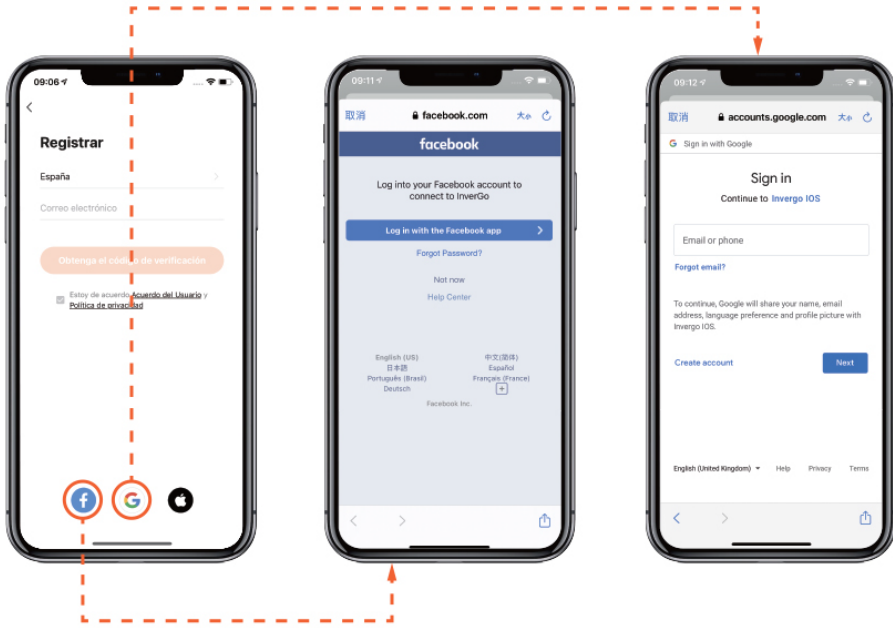 09:06
Registrar
España
Correo electrónico
Obtenga el código de verificación
Estoy de acuerdo Acuerdo del Usuario y
Política de privacidad
09:11
取消
facebook.com
大小
facebook
Log into your Facebook account to
connect to InverGo
Log in with the Facebook app
Forgot Password?
Not now
Help Center
English (US)
中文(简体)
日本語
Español
Português (Brasil)
Français (France)
Deutsch
Facebook Inc.
09:12
取消
accounts.google.com
大小
G Sign in with Google
Sign in
Continue to Invergo IOS
Email or phone
Forgot email?
To continue, Google will share your name, email
address, language preference and profile picture with
Invergo IOS.
Create account
Next
English (United Kingdom)
Help
Privacy
Terms